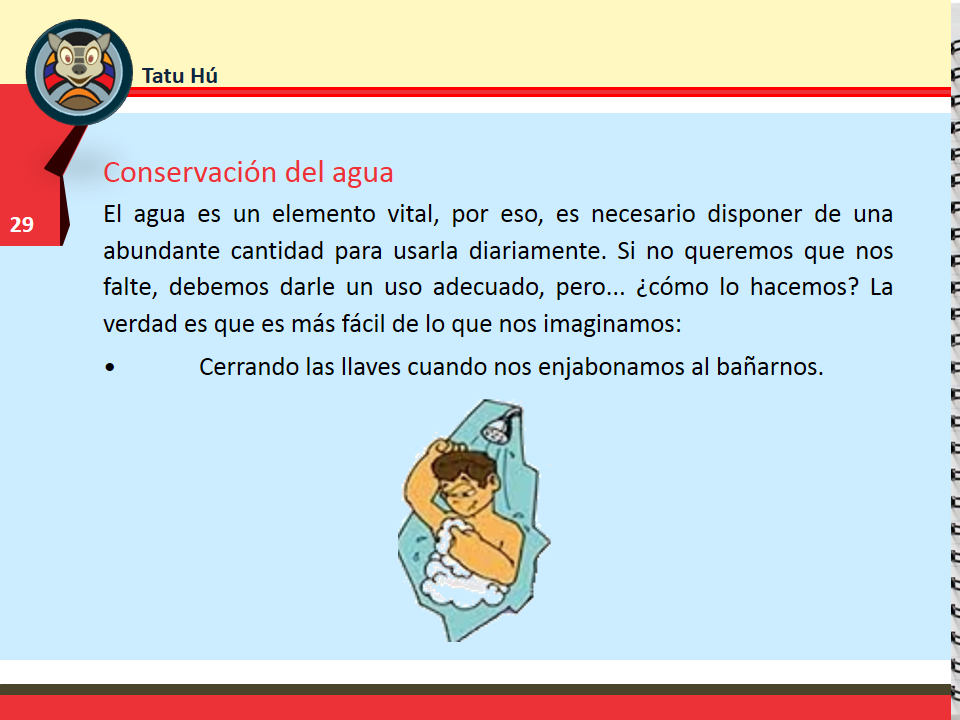 Tatu Hú
Conservación del agua
El agua es un elemento vital, por eso, es necesario disponer de una
abundante cantidad para usarla diariamente. Si no queremos que nos
falte, debemos darle un uso adecuado, pero... ¿cómo lo hacemos? La
verdad es que es más fácil de lo que nos imaginamos:
• Cerrando las llaves cuando nos enjabonamos al bañarnos.
29